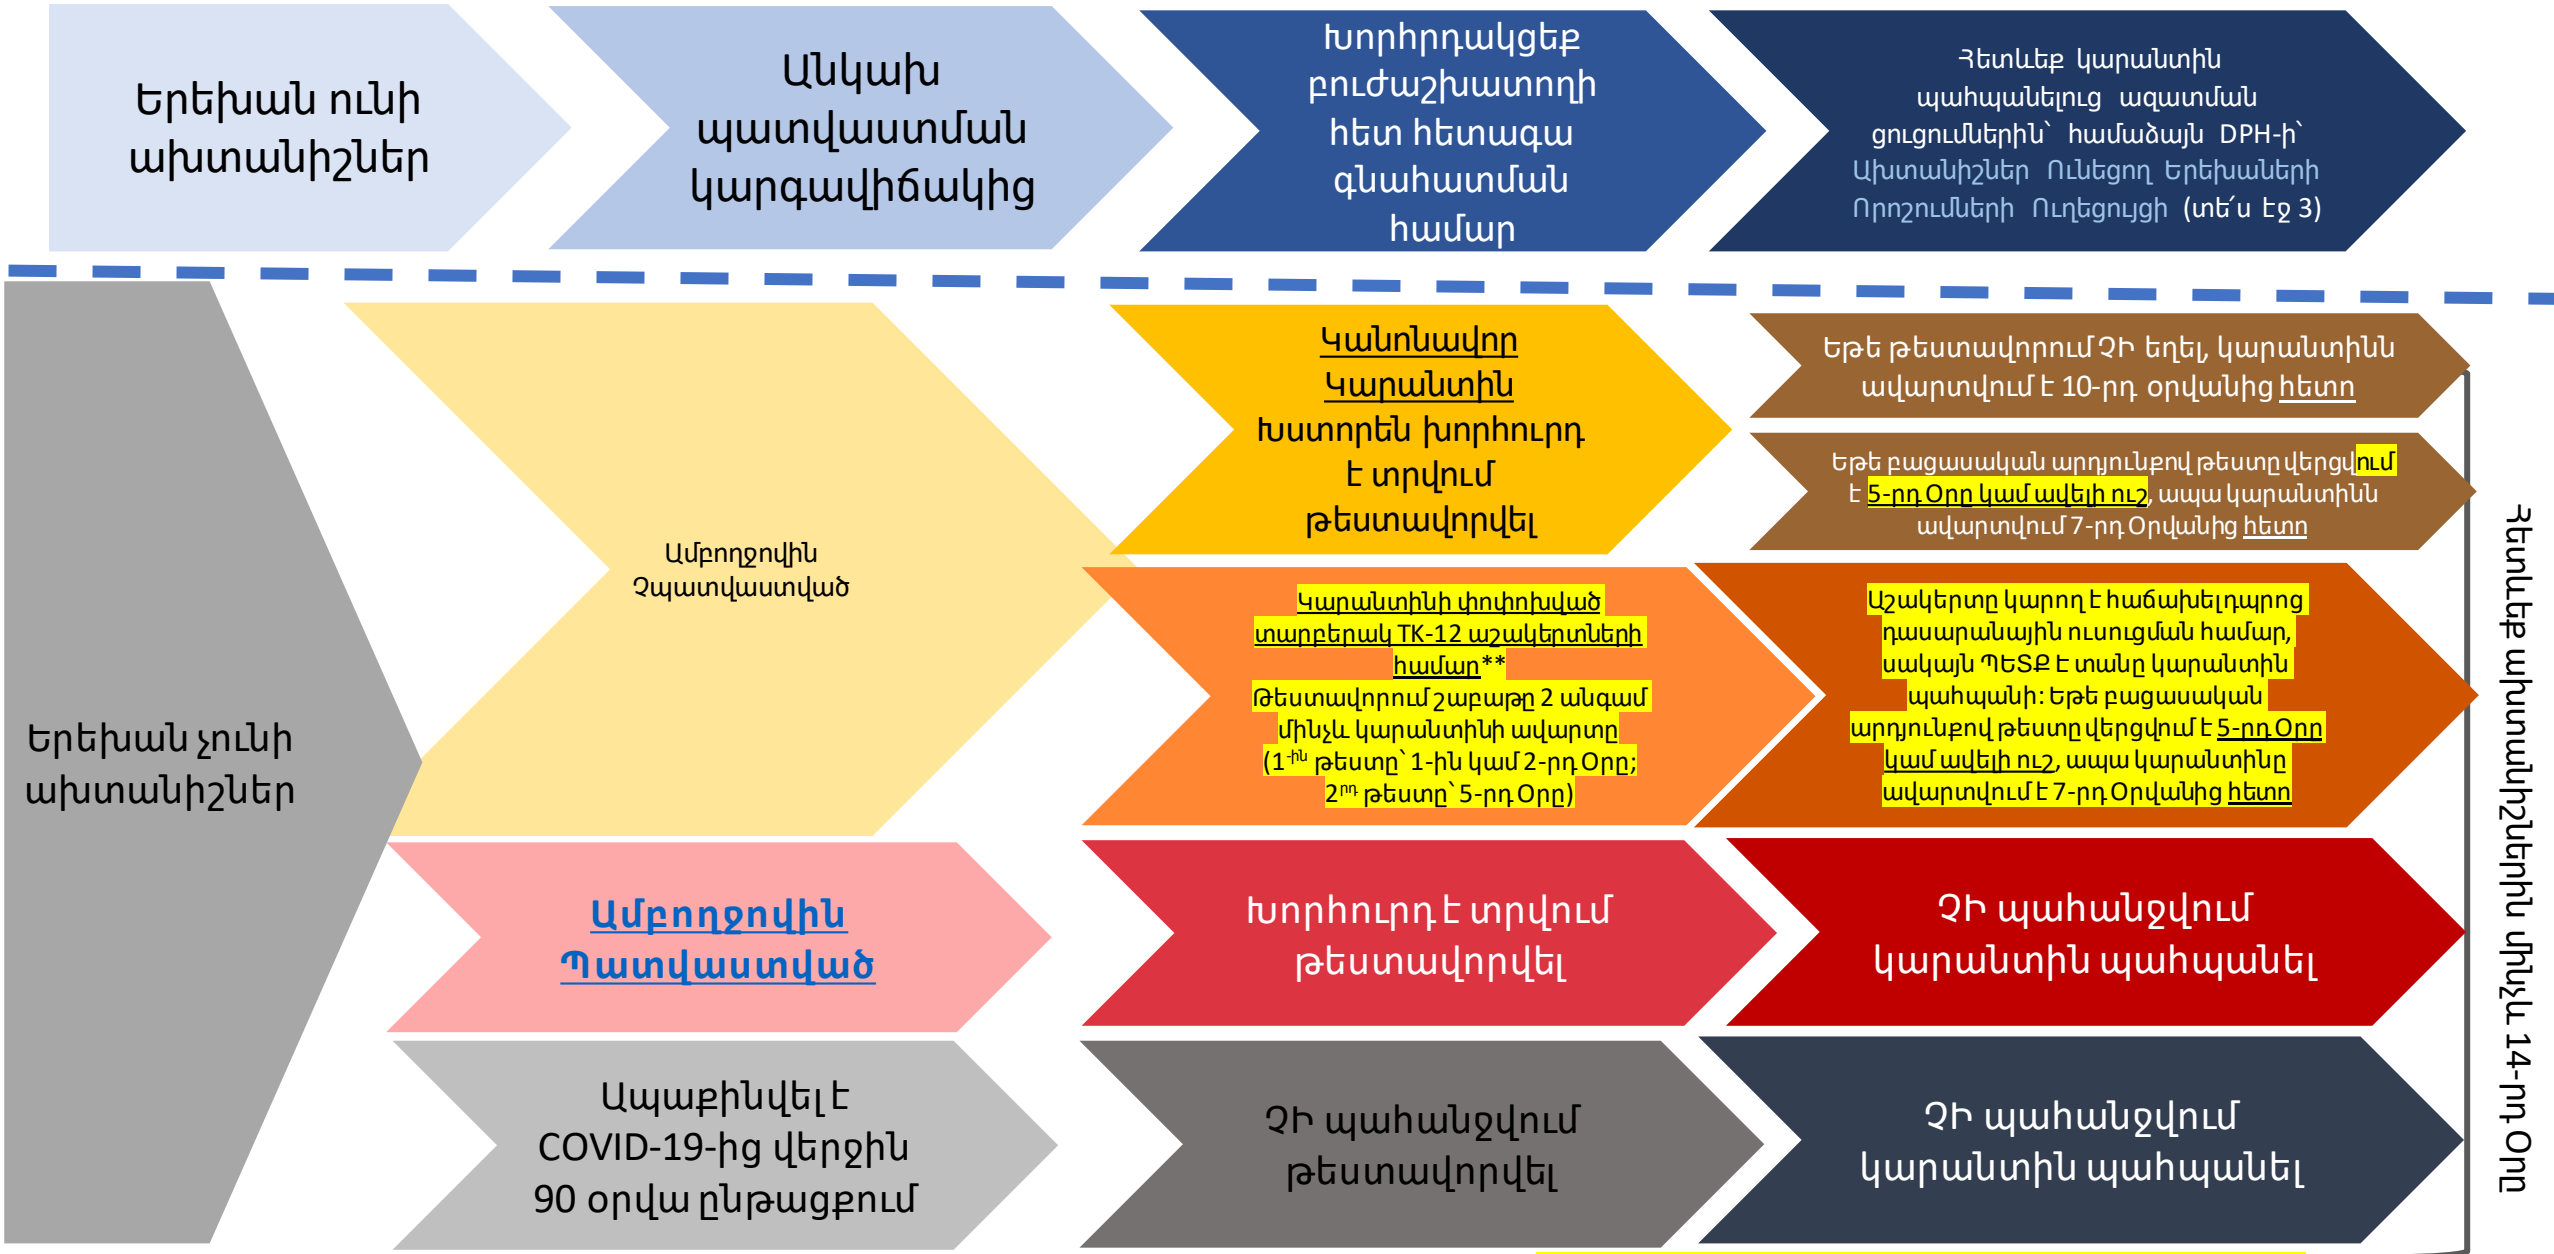 Երեխան ունի
ախտանիշներ
Անկախ
պատվաստման
կարգավիճակից
Խորհրդակցեք
բուժաշխատողի
հետ հետագա
գնահատման
համար
Հետևեք կարանտին
պահպանելուց ազատման
ցուցումներին՝ համաձայն DPH-ի՝
Ախտանիշներ Ունեցող Երեխաների
Որոշումների Ուղեցույցի (տե՛ս էջ 3)
Երեխան չունի
ախտանիշներ
Ամբողջովին
Չպատվաստված
Կանոնավոր
Կարանտին
Խստորեն խորհուրդ
է տրվում
թեստավորվել
Եթե թեստավորում ՉԻ եղել, կարանտինն
ավարտվում է 10-րդ օրվանից հետո
Եթե բացասական արդյունքով թեստը վերցվում
է 5-րդ Օրը կամ ավելի ուշ, ապա կարանտինն
ավարտվում 7-րդ Օրվանից հետո
Կարանտինի փոփոխված
տարբերակ TK-12 աշակերտների
համար**
Թեստավորում շաբաթը 2 անգամ
մինչև կարանտինի ավարտը
(1-ին թեստը՝ 1-ին կամ 2-րդ Օրը;
2րդ թեստը՝ 5-րդ Օրը)
Աշակերտը կարող է հաճախել դպրոց
դասարանային ուսուցման համար,
սակայն ՊԵՏՔ Է տանը կարանտին
պահպանի: Եթե բացասական
արդյունքով թեստը վերցվում է 5-րդ Օրը
կամ ավելի ուշ, ապա կարանտինը
ավարտվում է 7-րդ Օրվանից հետո
Ամբողջովին
Պատվաստված
Խորհուրդ է տրվում
թեստավորվել
ՉԻ պահանջվում
կարանտին պահպանել
Ապաքինվել է
COVID-19-ից վերջին
90 օրվա ընթացքում
ՉԻ պահանջվում
թեստավորվել
ՉԻ պահանջվում
կարանտին պահպանել
Հետևեք ախտանիշներին մինչև 14-րդ Օրը